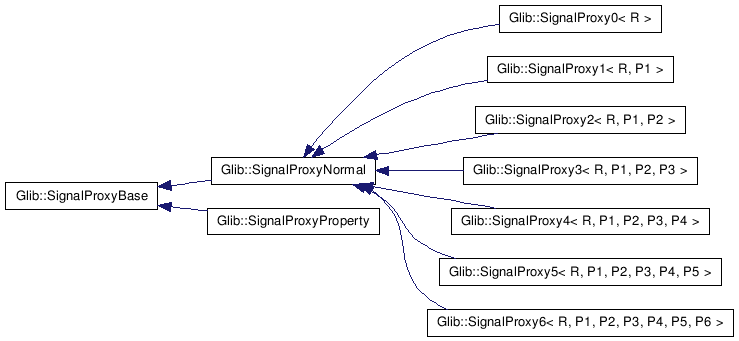 Glib::SignalProxy0< R >
Glib::SignalProxy1< R, P1 >
Glib::SignalProxy2< R, P1, P2 >
Glib::SignalProxyNormal
Glib::SignalProxy3< R, P1, P2, P3 >
Glib::SignalProxyBase
Glib::SignalProxyProperty
Glib::SignalProxy4< R, P1, P2, P3, P4 >
Glib::SignalProxy5< R, P1, P2, P3, P4, P5 >
Glib::SignalProxy6< R, P1, P2, P3, P4, P5, P6 >